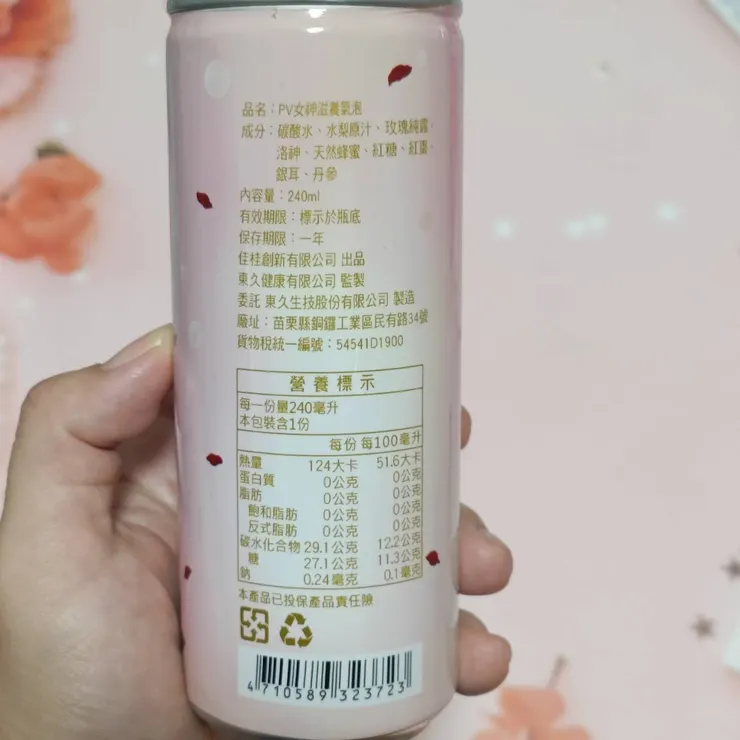 品名：PV女神滋養氣泡
成分：碳酸水、水梨原汁、玫瑰純露、
洛神、天然蜂蜜、紅糖、紅棗、
銀耳、丹參
內容量：240ml
有效期限：標示於瓶底
保存期限：一年
佳桂創新有限公司 出品
東久健康有限公司 監製
委託 東久生技股份有限公司 製造
廠址：苗栗縣銅鑼工業區民有路34號
貨物稅統一編號：54541D1900
營養標示
每一份量240毫升
本包裝含1份
每份 每100毫升
熱量 124大卡 51.6大卡
蛋白質 0公克 0公克
脂肪 0公克 0公克
飽和脂肪 0公克 0公克
反式脂肪 0公克 0公克
碳水化合物 29.1公克 12.2公克
糖 27.1公克 11.3公克
鈉 0.24毫克 0.1毫克
本產品已投保產品責任險
4 710589 323723